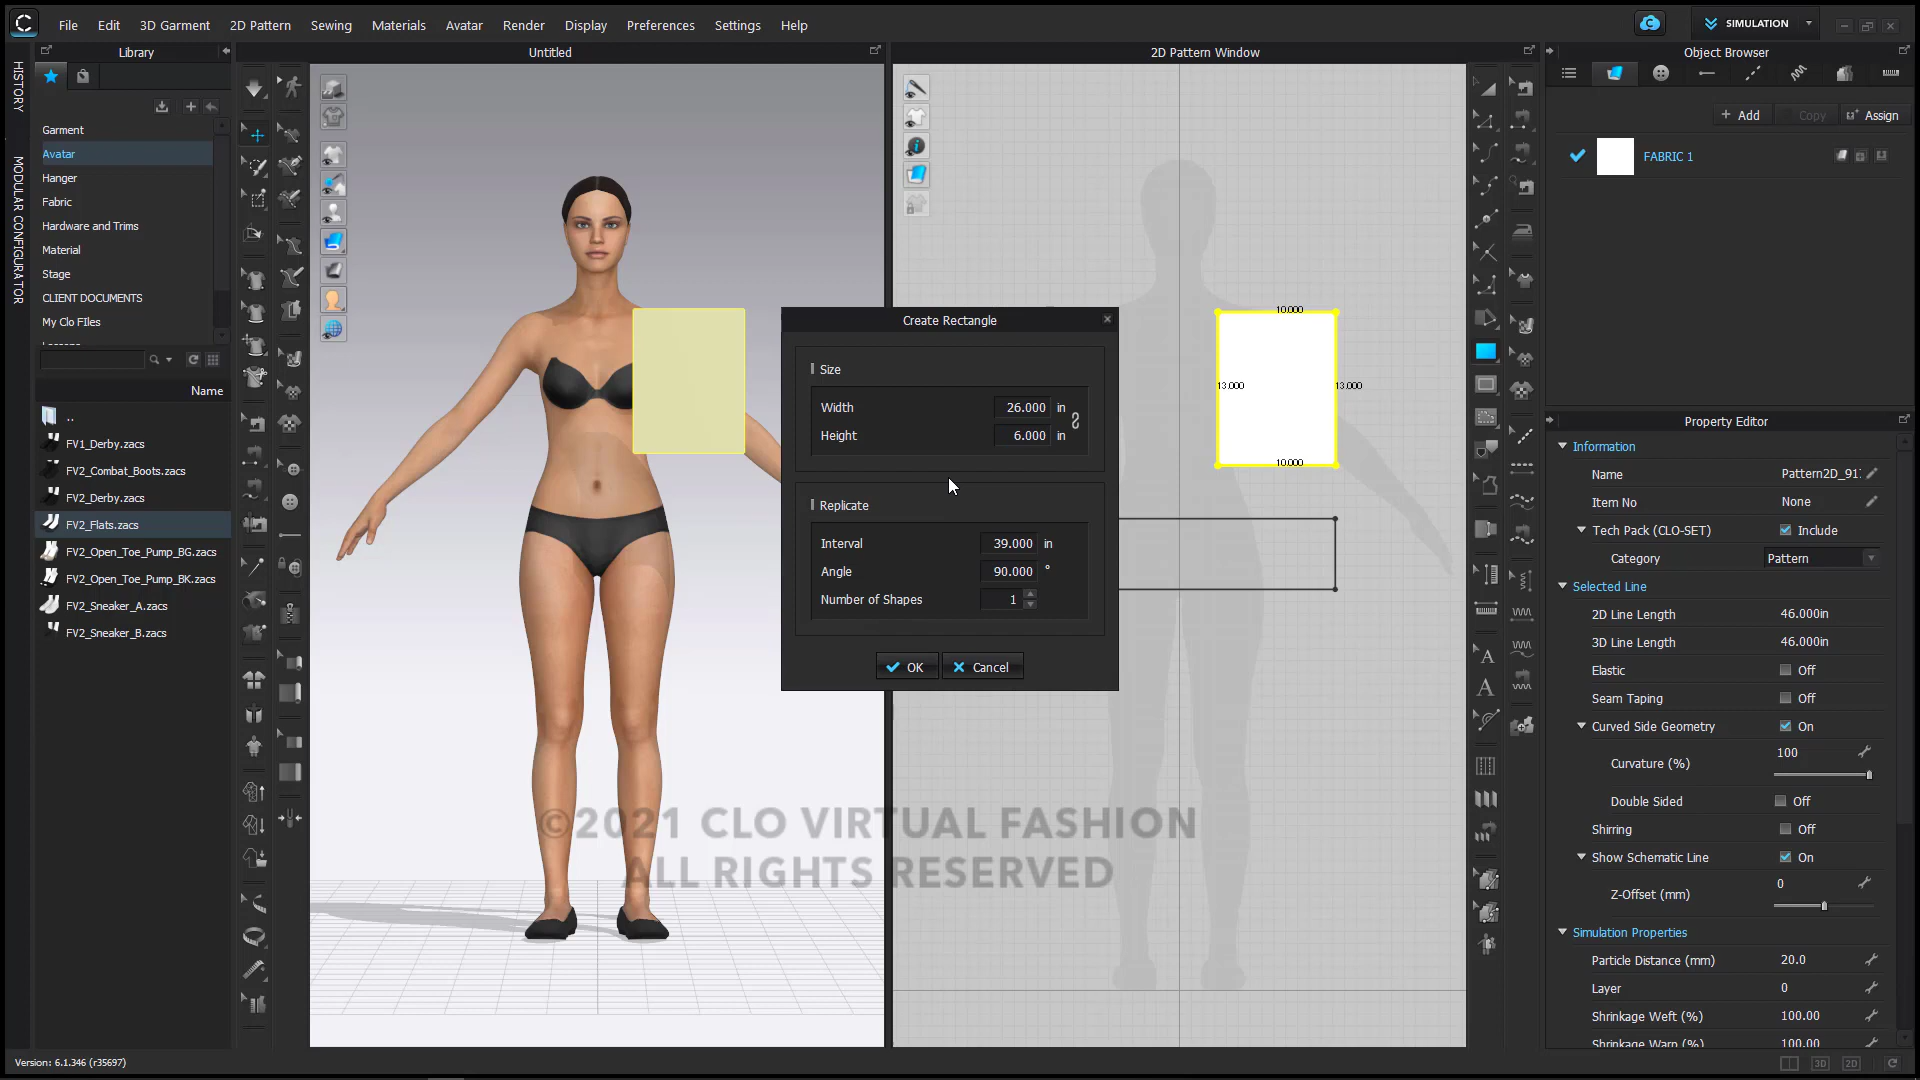 File Edit 3D Garment 2D Pattern Sewing Materials Avatar Render Display Preferences Settings Help
SIMULATION
Library
Untitled
2D Pattern Window
Object Browser
HISTORY
MODULAR CONFIGURATOR
Garment
Avatar
Hanger
Fabric
Hardware and Trims
Material
Stage
CLIENT DOCUMENTS
My Clo FIles
Name
..
FV1_Derby.zacs
FV2_Combat_Boots.zacs
FV2_Derby.zacs
FV2_Flats.zacs
FV2_Open_Toe_Pump_BG.zacs
FV2_Open_Toe_Pump_BK.zacs
FV2_Sneaker_A.zacs
FV2_Sneaker_B.zacs
Create Rectangle
Size
Width 26.000 in
Height 6.000 in
Replicate
Interval 39.000 in
Angle 90.000 °
Number of Shapes 1
OK Cancel
10.000
13.000 13.000
10.000
©2021 CLO VIRTUAL FASHION
ALL RIGHTS RESERVED
+ Add Copy Assign
FABRIC 1
Property Editor
Information
Name Pattern2D_91
Item No None
Tech Pack (CLO-SET) Include
Category Pattern
Selected Line
2D Line Length 46.000in
3D Line Length 46.000in
Elastic Off
Seam Taping Off
Curved Side Geometry On
Curvature (%) 100
Double Sided Off
Shirring Off
Show Schematic Line On
Z-Offset (mm) 0
Simulation Properties
Particle Distance (mm) 20.0
Layer 0
Shrinkage Weft (%) 100.00
Shrinkage Warp (%) 100.00
Version: 6.1.346 (r35697)
3D 2D